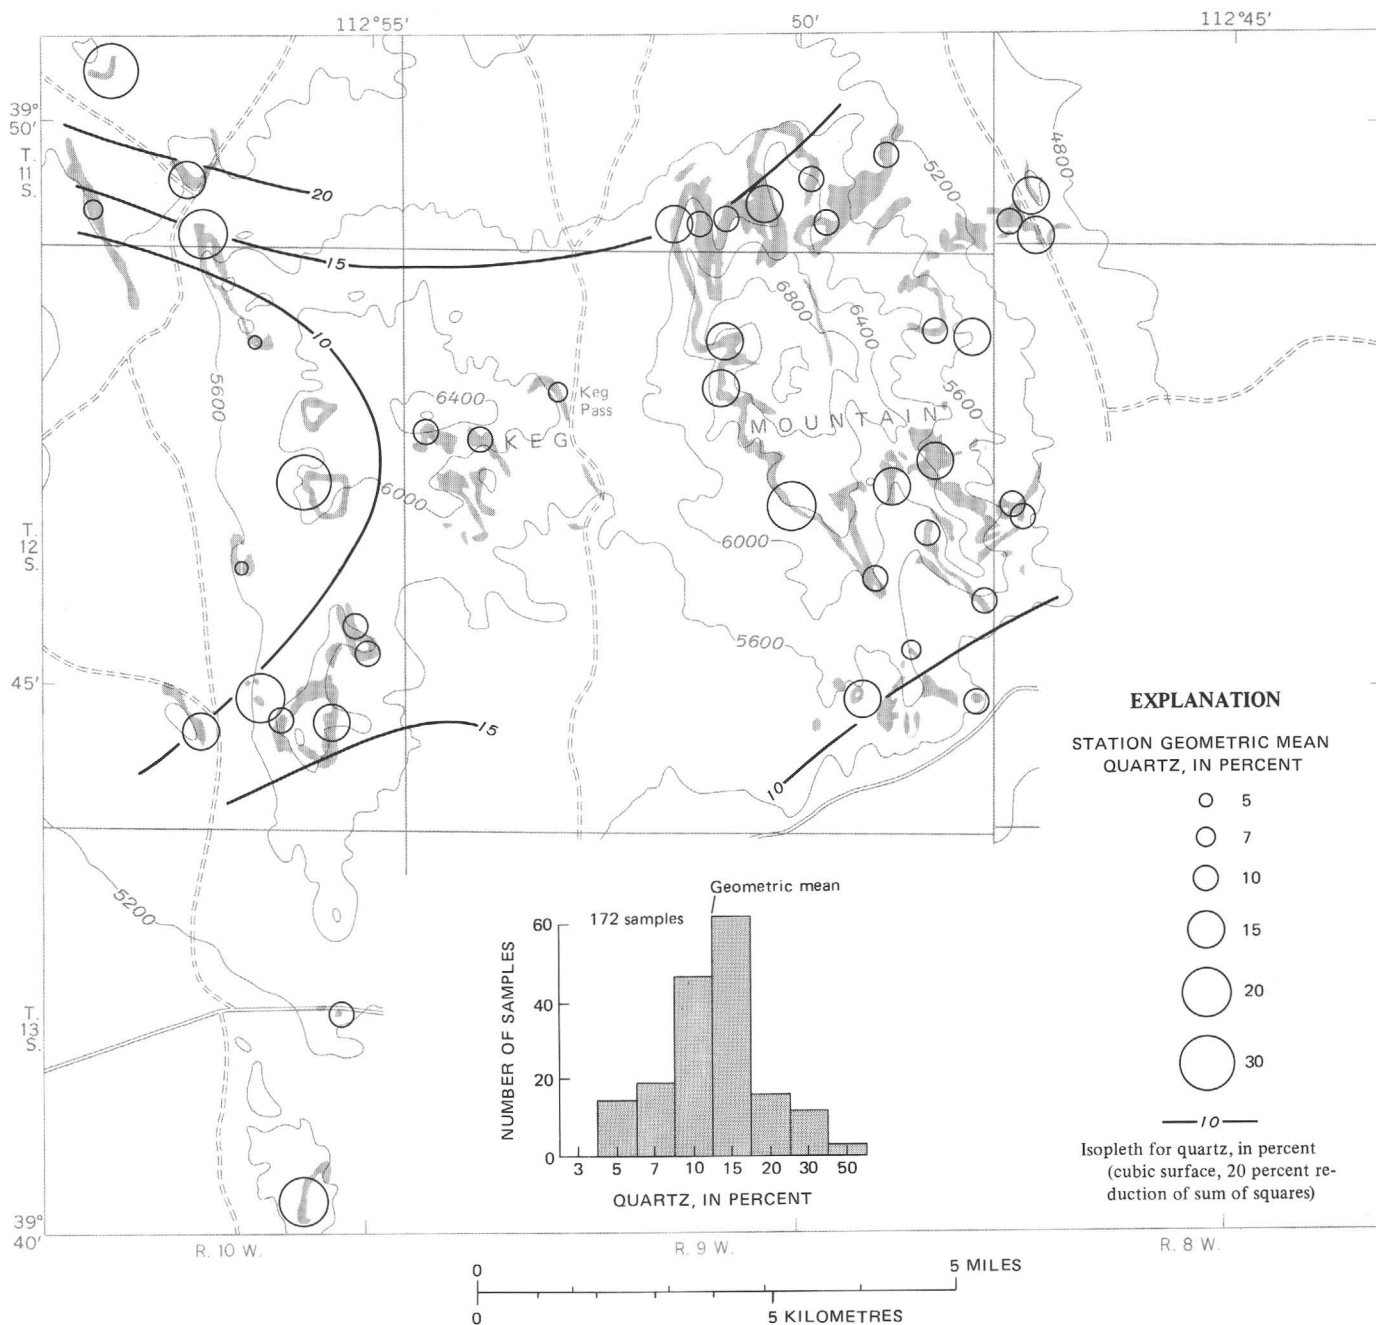 112°55′
50′
112°45′
39°
50′
T.
11
S.
20
15
10
5200
4800
6800
6400
5600
5600
6400
Keg
Pass
KEG
MOUNTAIN
6000
6000
T.
12
S.
5600
45′
15
10
EXPLANATION
STATION GEOMETRIC MEAN
QUARTZ, IN PERCENT
5
7
10
15
20
30
10
Isopleth for quartz, in percent
(cubic surface, 20 percent re-
duction of sum of squares)
5200
T.
13
S.
Geometric mean
172 samples
NUMBER OF SAMPLES
60
40
20
0
3 5 7 10 15 20 30 50
QUARTZ, IN PERCENT
39°
40′
R. 10 W.
R. 9 W.
R. 8 W.
0 5 MILES
0 5 KILOMETRES